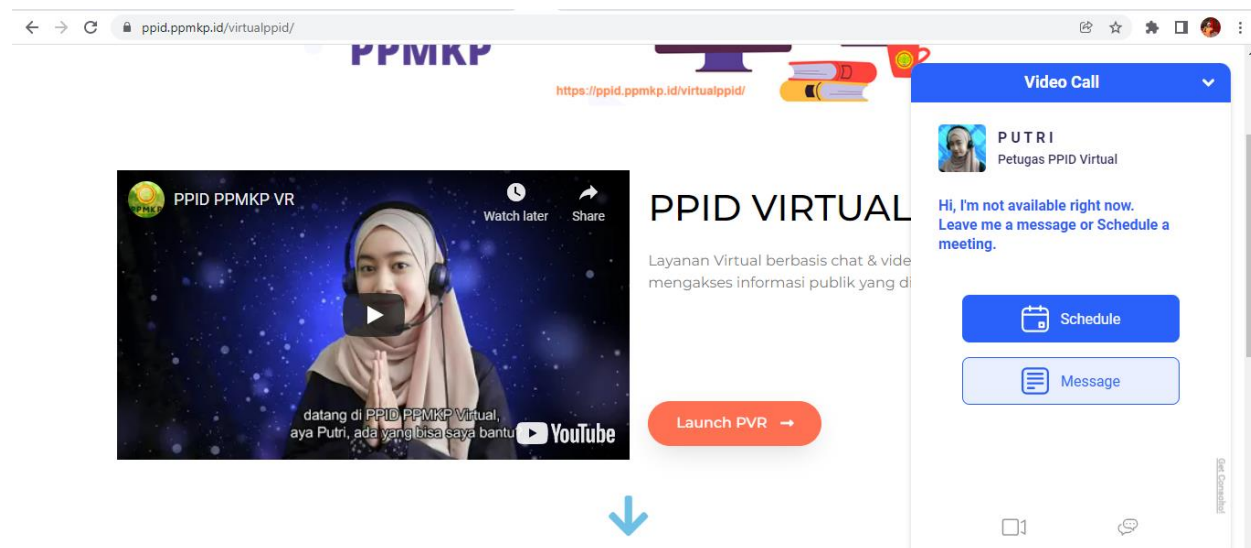 ppid.ppmkp.id/virtualppid/
PPMKP
https://ppid.ppmkp.id/virtualppid/
PPMKP
PPID PPMKP VR
Watch later
Share
datang di PPID PPMKP Virtual,
aya Putri, ada yang bisa saya bantu
YouTube
PPID VIRTUAL
Layanan Virtual berbasis chat & vide
mengakses informasi publik yang di
Launch PVR →
Video Call
P U T R I
Petugas PPID Virtual
Hi, I'm not available right now.
Leave me a message or Schedule a
meeting.
Schedule
Message
Get Consolto!